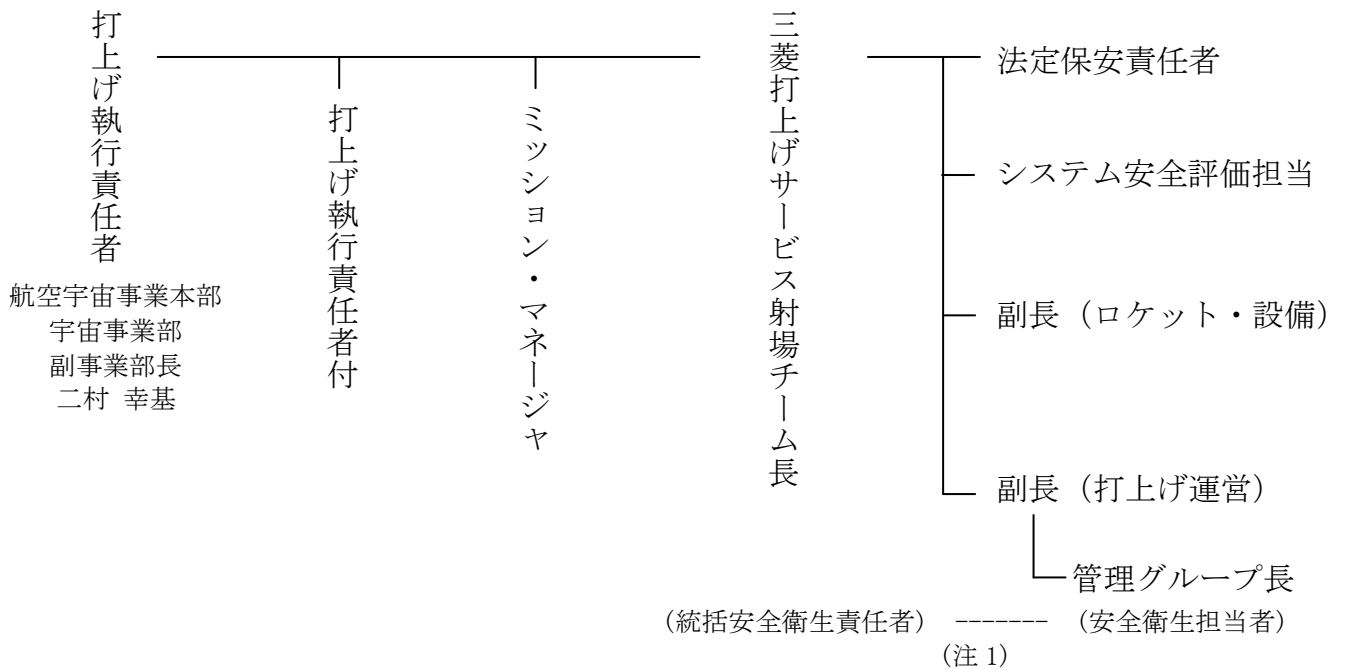 打上げ執行責任者
航空宇宙事業本部
宇宙事業部
副事業部長
二村 幸基
打上げ執行責任者付
ミッション・マネージャ
三菱打上げサービス射場チーム長
法定保安責任者
システム安全評価担当
副長（ロケット・設備）
副長（打上げ運営）
管理グループ長
（統括安全衛生責任者） ------- （安全衛生担当者）
（注 1）